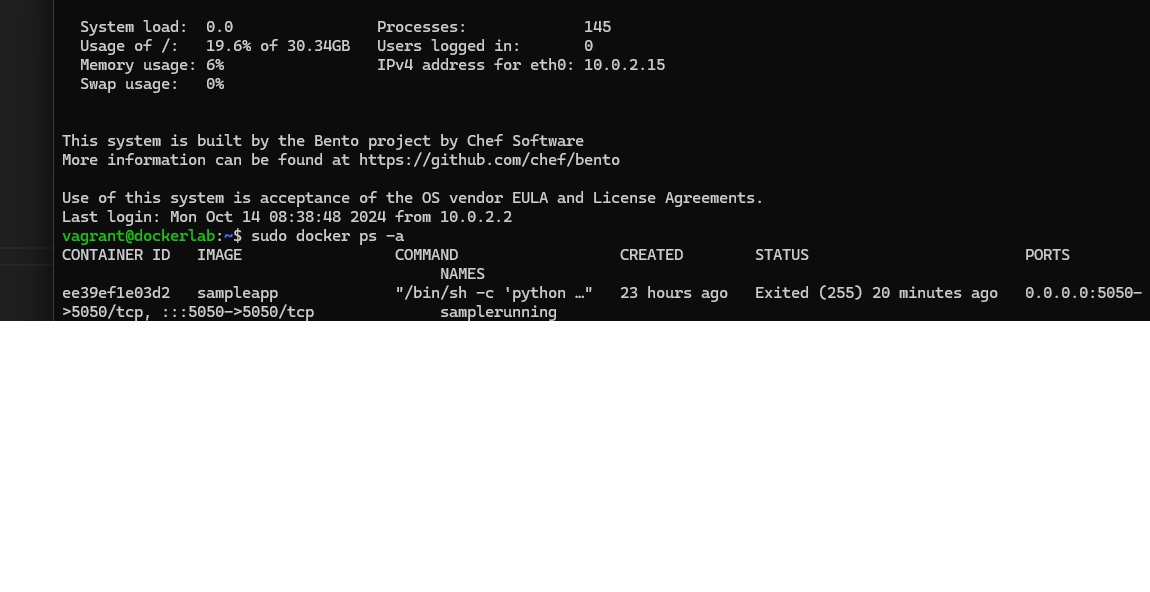 System load:  0.0                Processes:             145
Usage of /:   19.6% of 30.34GB   Users logged in:       0
Memory usage: 6%                 IPv4 address for eth0: 10.0.2.15
Swap usage:   0%
This system is built by the Bento project by Chef Software
More information can be found at https://github.com/chef/bento
Use of this system is acceptance of the OS vendor EULA and License Agreements.
Last login: Mon Oct 14 08:38:48 2024 from 10.0.2.2
vagrant@dockerlab:~$ sudo docker ps -a
CONTAINER ID   IMAGE                 COMMAND                  CREATED        STATUS                        PORTS
NAMES
ee39ef1e03d2   sampleapp             "/bin/sh -c 'python …"   23 hours ago   Exited (255) 20 minutes ago   0.0.0.0:5050-
>5050/tcp, :::5050->5050/tcp              samplerunning